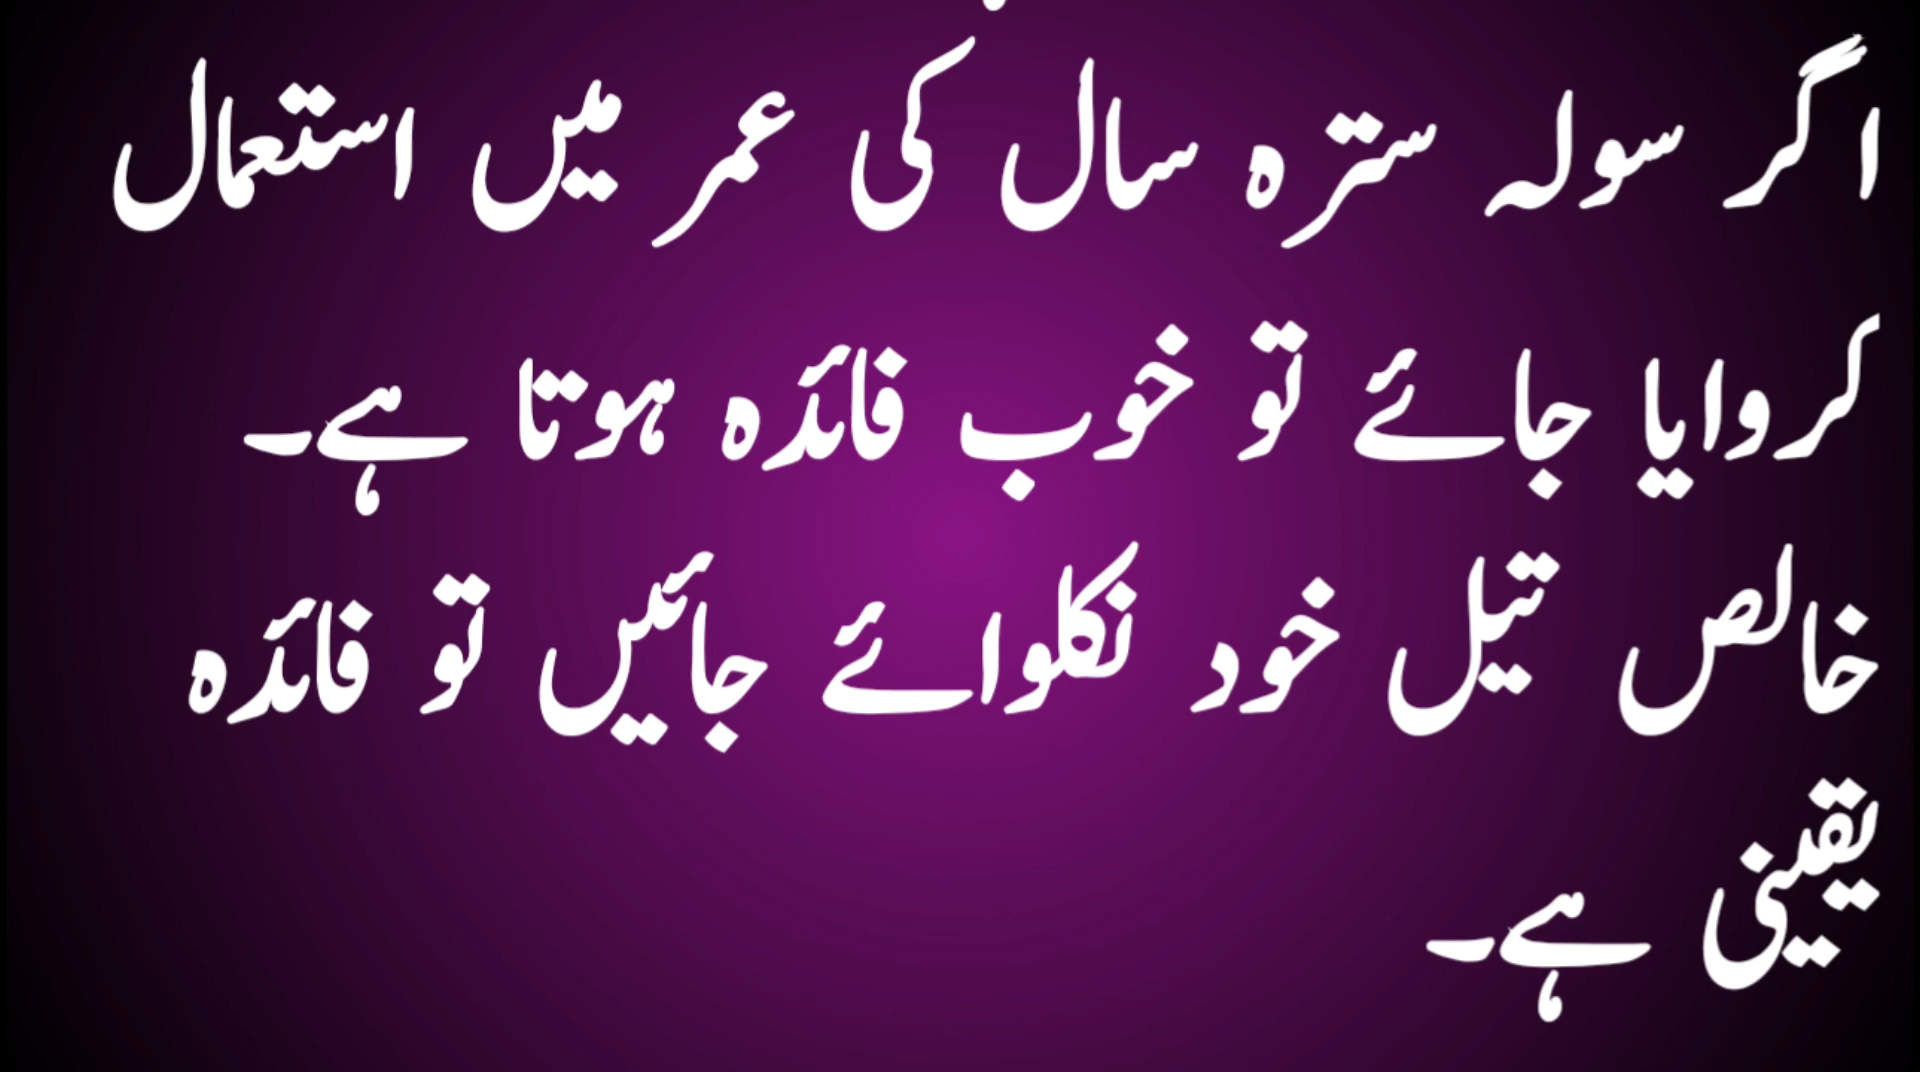 اگر سولہ سترہ سال کی عمر میں استعمال
کروایا جائے تو خوب فائدہ ہوتا ہے۔
خالص تیل خود نکلوائے جائیں تو فائدہ
یقینی ہے۔